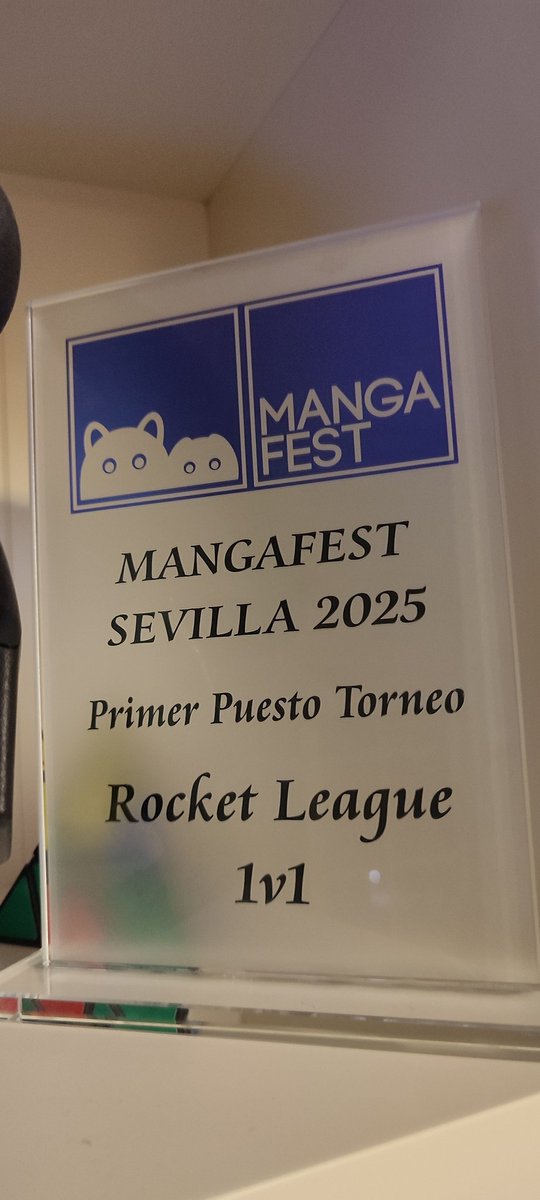 MANGA
FEST
MANGAFEST
SEVILLA 2025
Primer Puesto Torneo
Rocket League
1v1